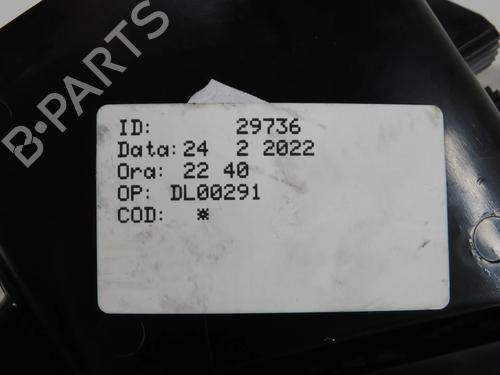 B-PARTS
ID: 29736
Data: 24 2 2022
Ora: 22 40
OP: DL00291
COD: *